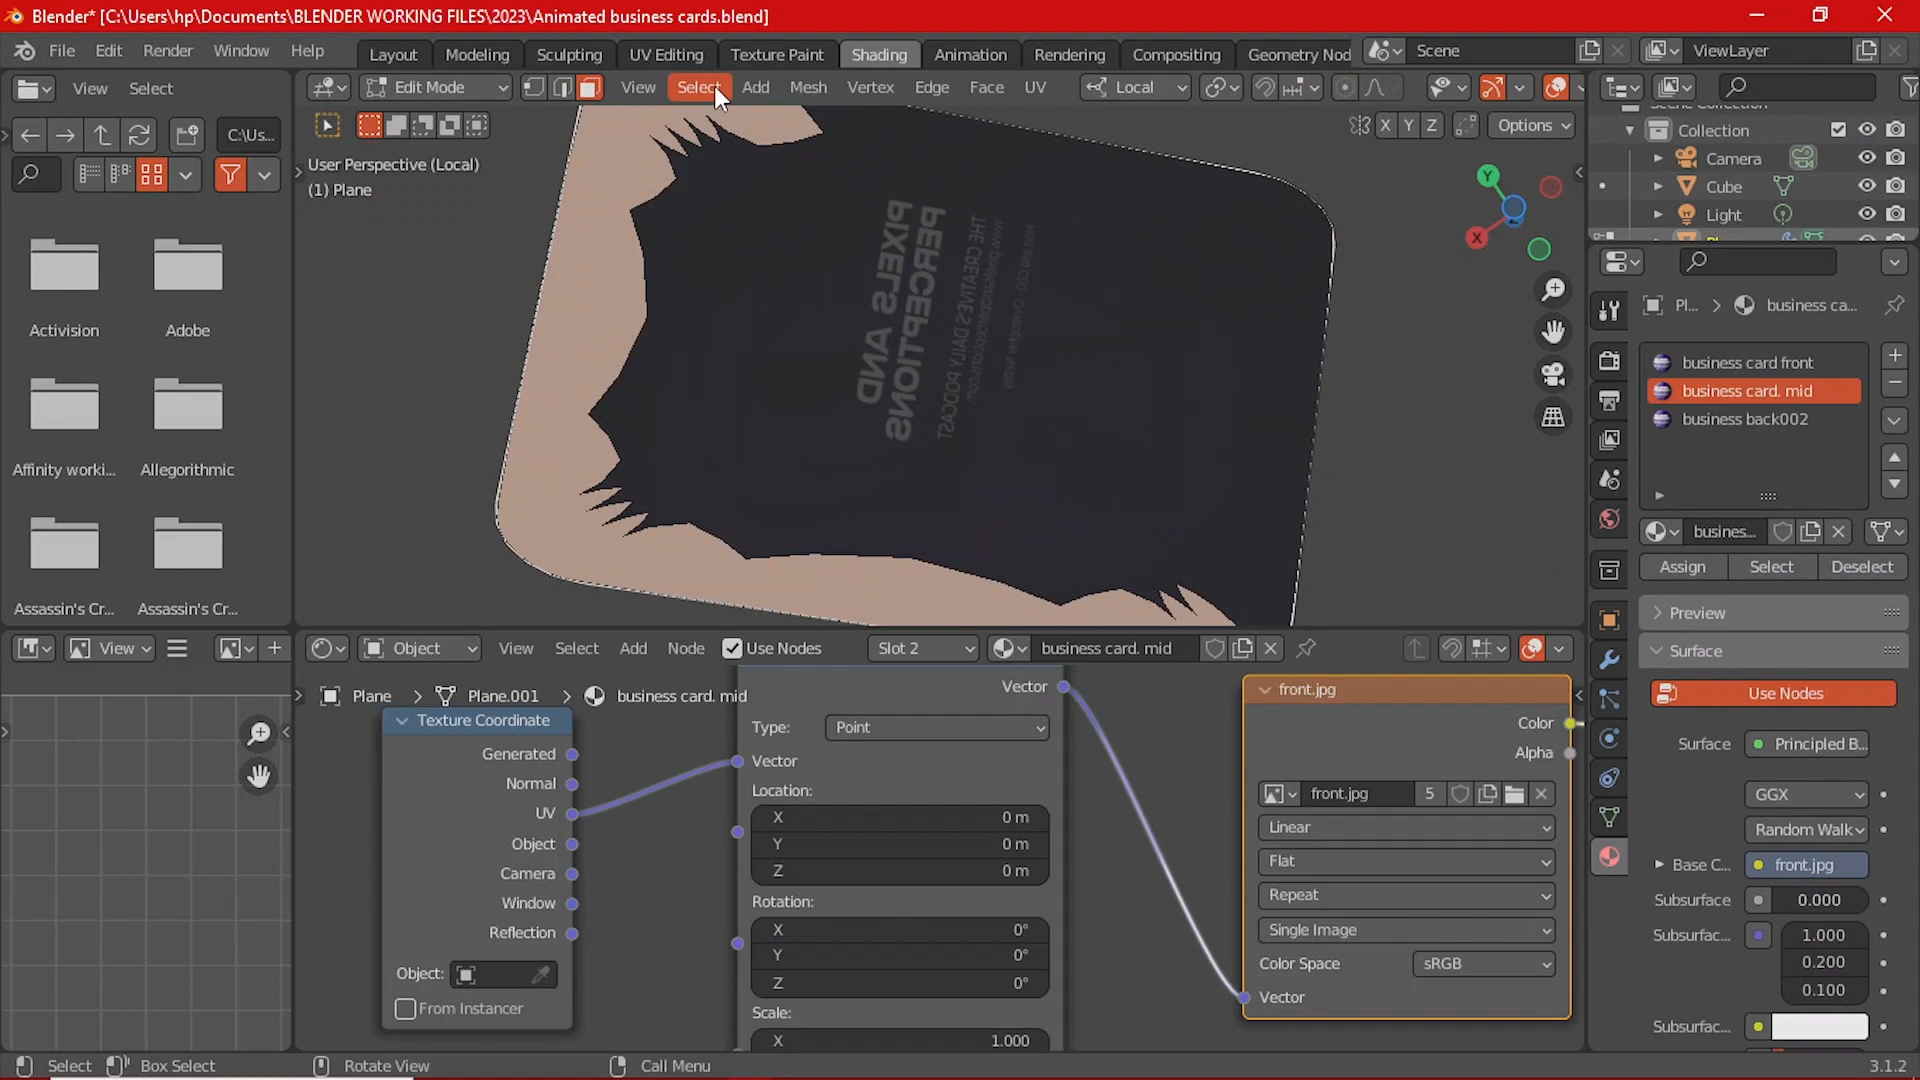 Blender* [C:\Users\hp\Documents\BLENDER WORKING FILES\2023\Animated business cards.blend]
File Edit Render Window Help
Layout Modeling Sculpting UV Editing Texture Paint Shading Animation Rendering Compositing Geometry Nod
Scene
ViewLayer
View Select
Edit Mode
View Select Add Mesh Vertex Edge Face UV
Local
C:\Us...
X Y Z
Options
User Perspective (Local)
(1) Plane
Y
X
PIXELS AND
PERCEPTIONS
THE CREATIVES DAILY PODCAST
Activision
Adobe
Affinity worki...
Allegorithmic
Assassin's Cr...
Assassin's Cr...
Collection
Camera
Cube
Light
Pl...
business ca...
business card front
business card. mid
business back002
busines...
Assign Select Deselect
Preview
Surface
Use Nodes
Surface
Principled B...
GGX
Random Walk
Base C...
front.jpg
Subsurface
0.000
Subsurfac...
1.000
0.200
0.100
Subsurfac...
View
Object
View Select Add Node
Use Nodes
Slot 2
business card. mid
Plane > Plane.001 > business card. mid
Texture Coordinate
Generated
Normal
UV
Object
Camera
Window
Reflection
Object:
From Instancer
Vector
Type:
Point
Vector
Location:
X 0 m
Y 0 m
Z 0 m
Rotation:
X 0°
Y 0°
Z 0°
Scale:
X 1.000
front.jpg
Color
Alpha
front.jpg 5
Linear
Flat
Repeat
Single Image
Color Space
sRGB
Vector
Select
Box Select
Rotate View
Call Menu
3.1.2